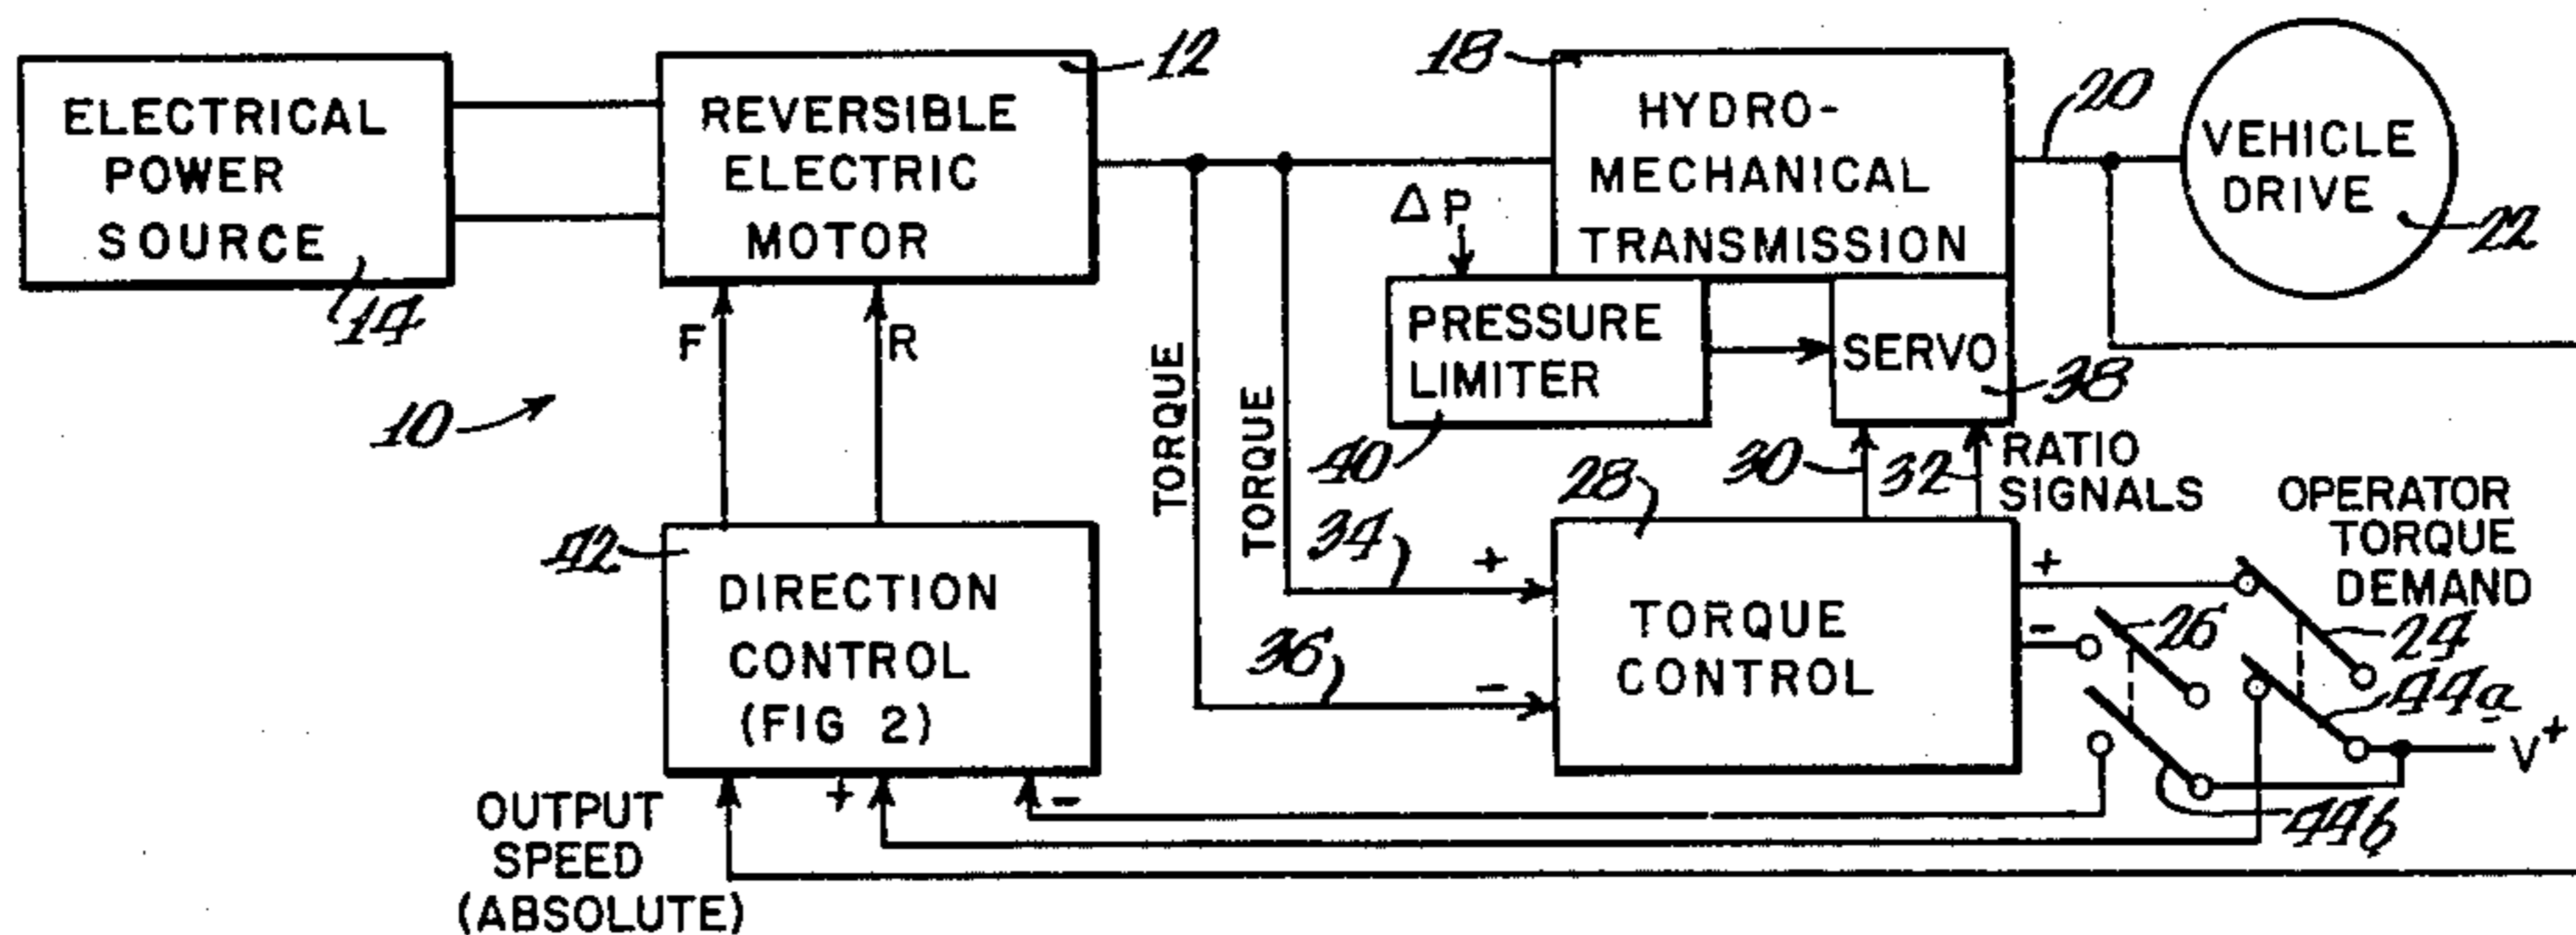 ELECTRICAL
POWER
SOURCE
14
REVERSIBLE
ELECTRIC
MOTOR
12
18
HYDRO-
MECHANICAL
TRANSMISSION
20
VEHICLE
DRIVE
22
Δ P
PRESSURE
LIMITER
40
SERVO
38
10
F
R
TORQUE
TORQUE
34
36
30
32
RATIO
SIGNALS
28
TORQUE
CONTROL
+
-
+
-
OPERATOR
TORQUE
DEMAND
26
24
44a
44b
V+
42
DIRECTION
CONTROL
(FIG 2)
+
-
OUTPUT
SPEED
(ABSOLUTE)